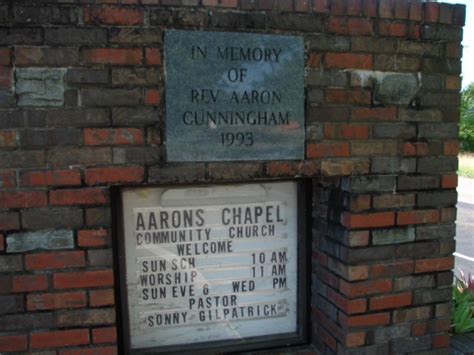 IN MEMORY
OF
REV AARON
CUNNINGHAM
1993
AARONS CHAPEL
COMMUNITY CHURCH
WELCOME
SUN SCH 10 AM
WORSHIP 11 AM
SUN EVE 6 WED PM
PASTOR
SONNY GILPATRICK